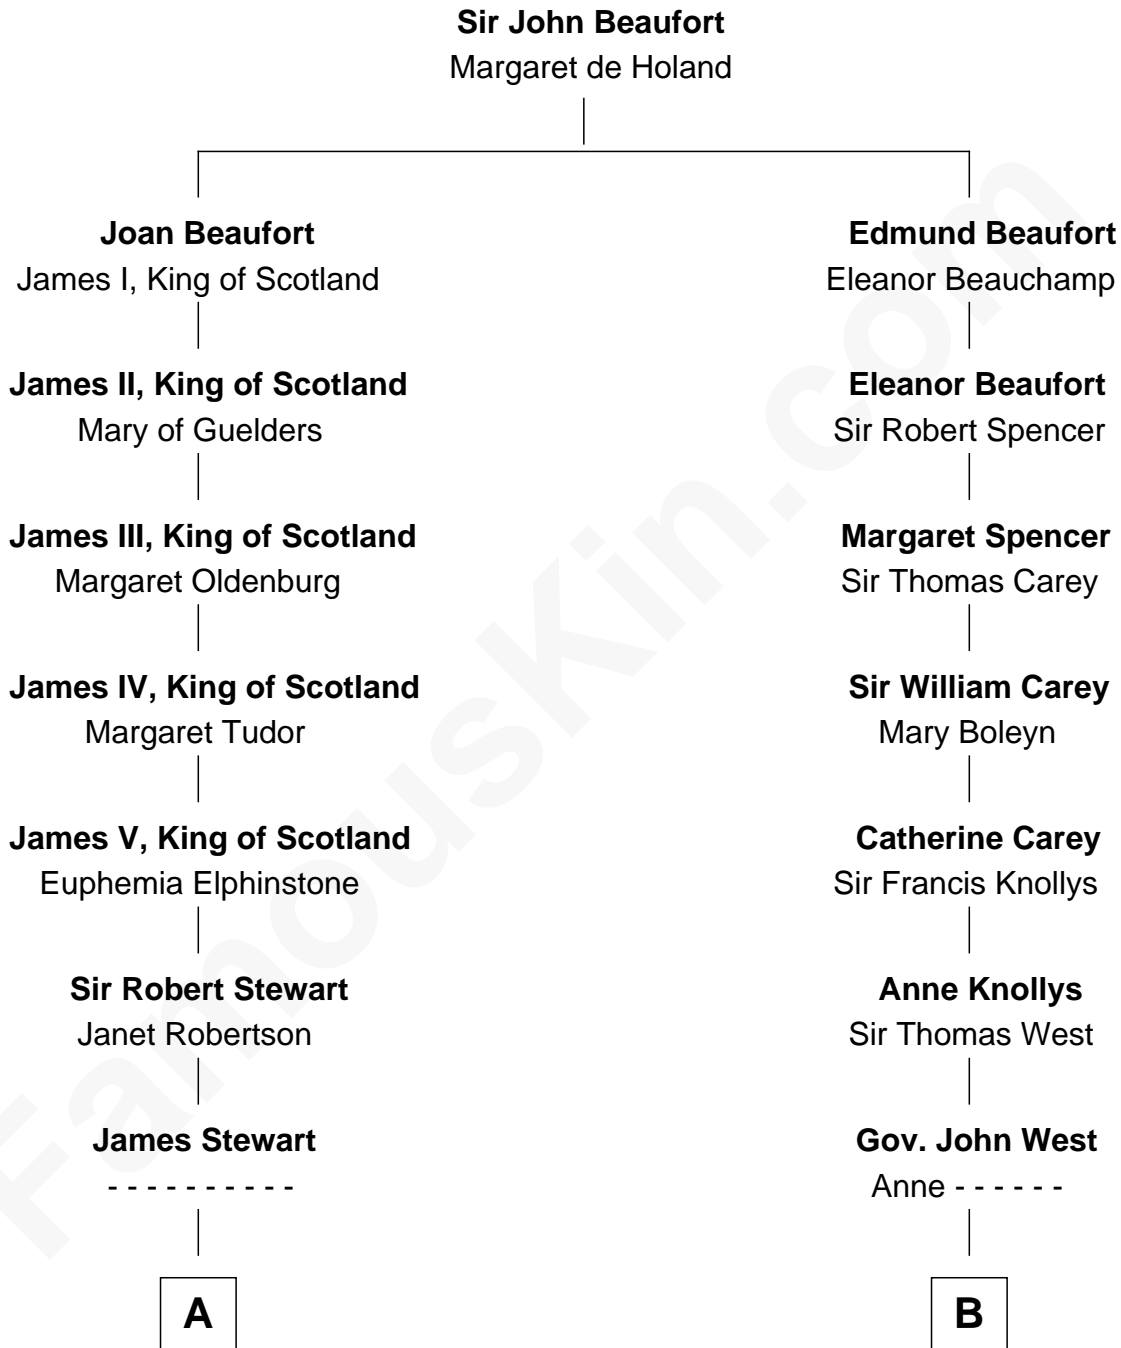 Sir John Beaufort
Margaret de Holand
Joan Beaufort
James I, King of Scotland
Edmund Beaufort
Eleanor Beauchamp
James II, King of Scotland
Mary of Guelders
Eleanor Beaufort
Sir Robert Spencer
James III, King of Scotland
Margaret Oldenburg
Margaret Spencer
Sir Thomas Carey
James IV, King of Scotland
Margaret Tudor
Sir William Carey
Mary Boleyn
James V, King of Scotland
Euphemia Elphinstone
Catherine Carey
Sir Francis Knollys
Sir Robert Stewart
Janet Robertson
Anne Knollys
Sir Thomas West
James Stewart
- - - - - - - - - -
Gov. John West
Anne - - - - - -
A
B
FamousKin.com